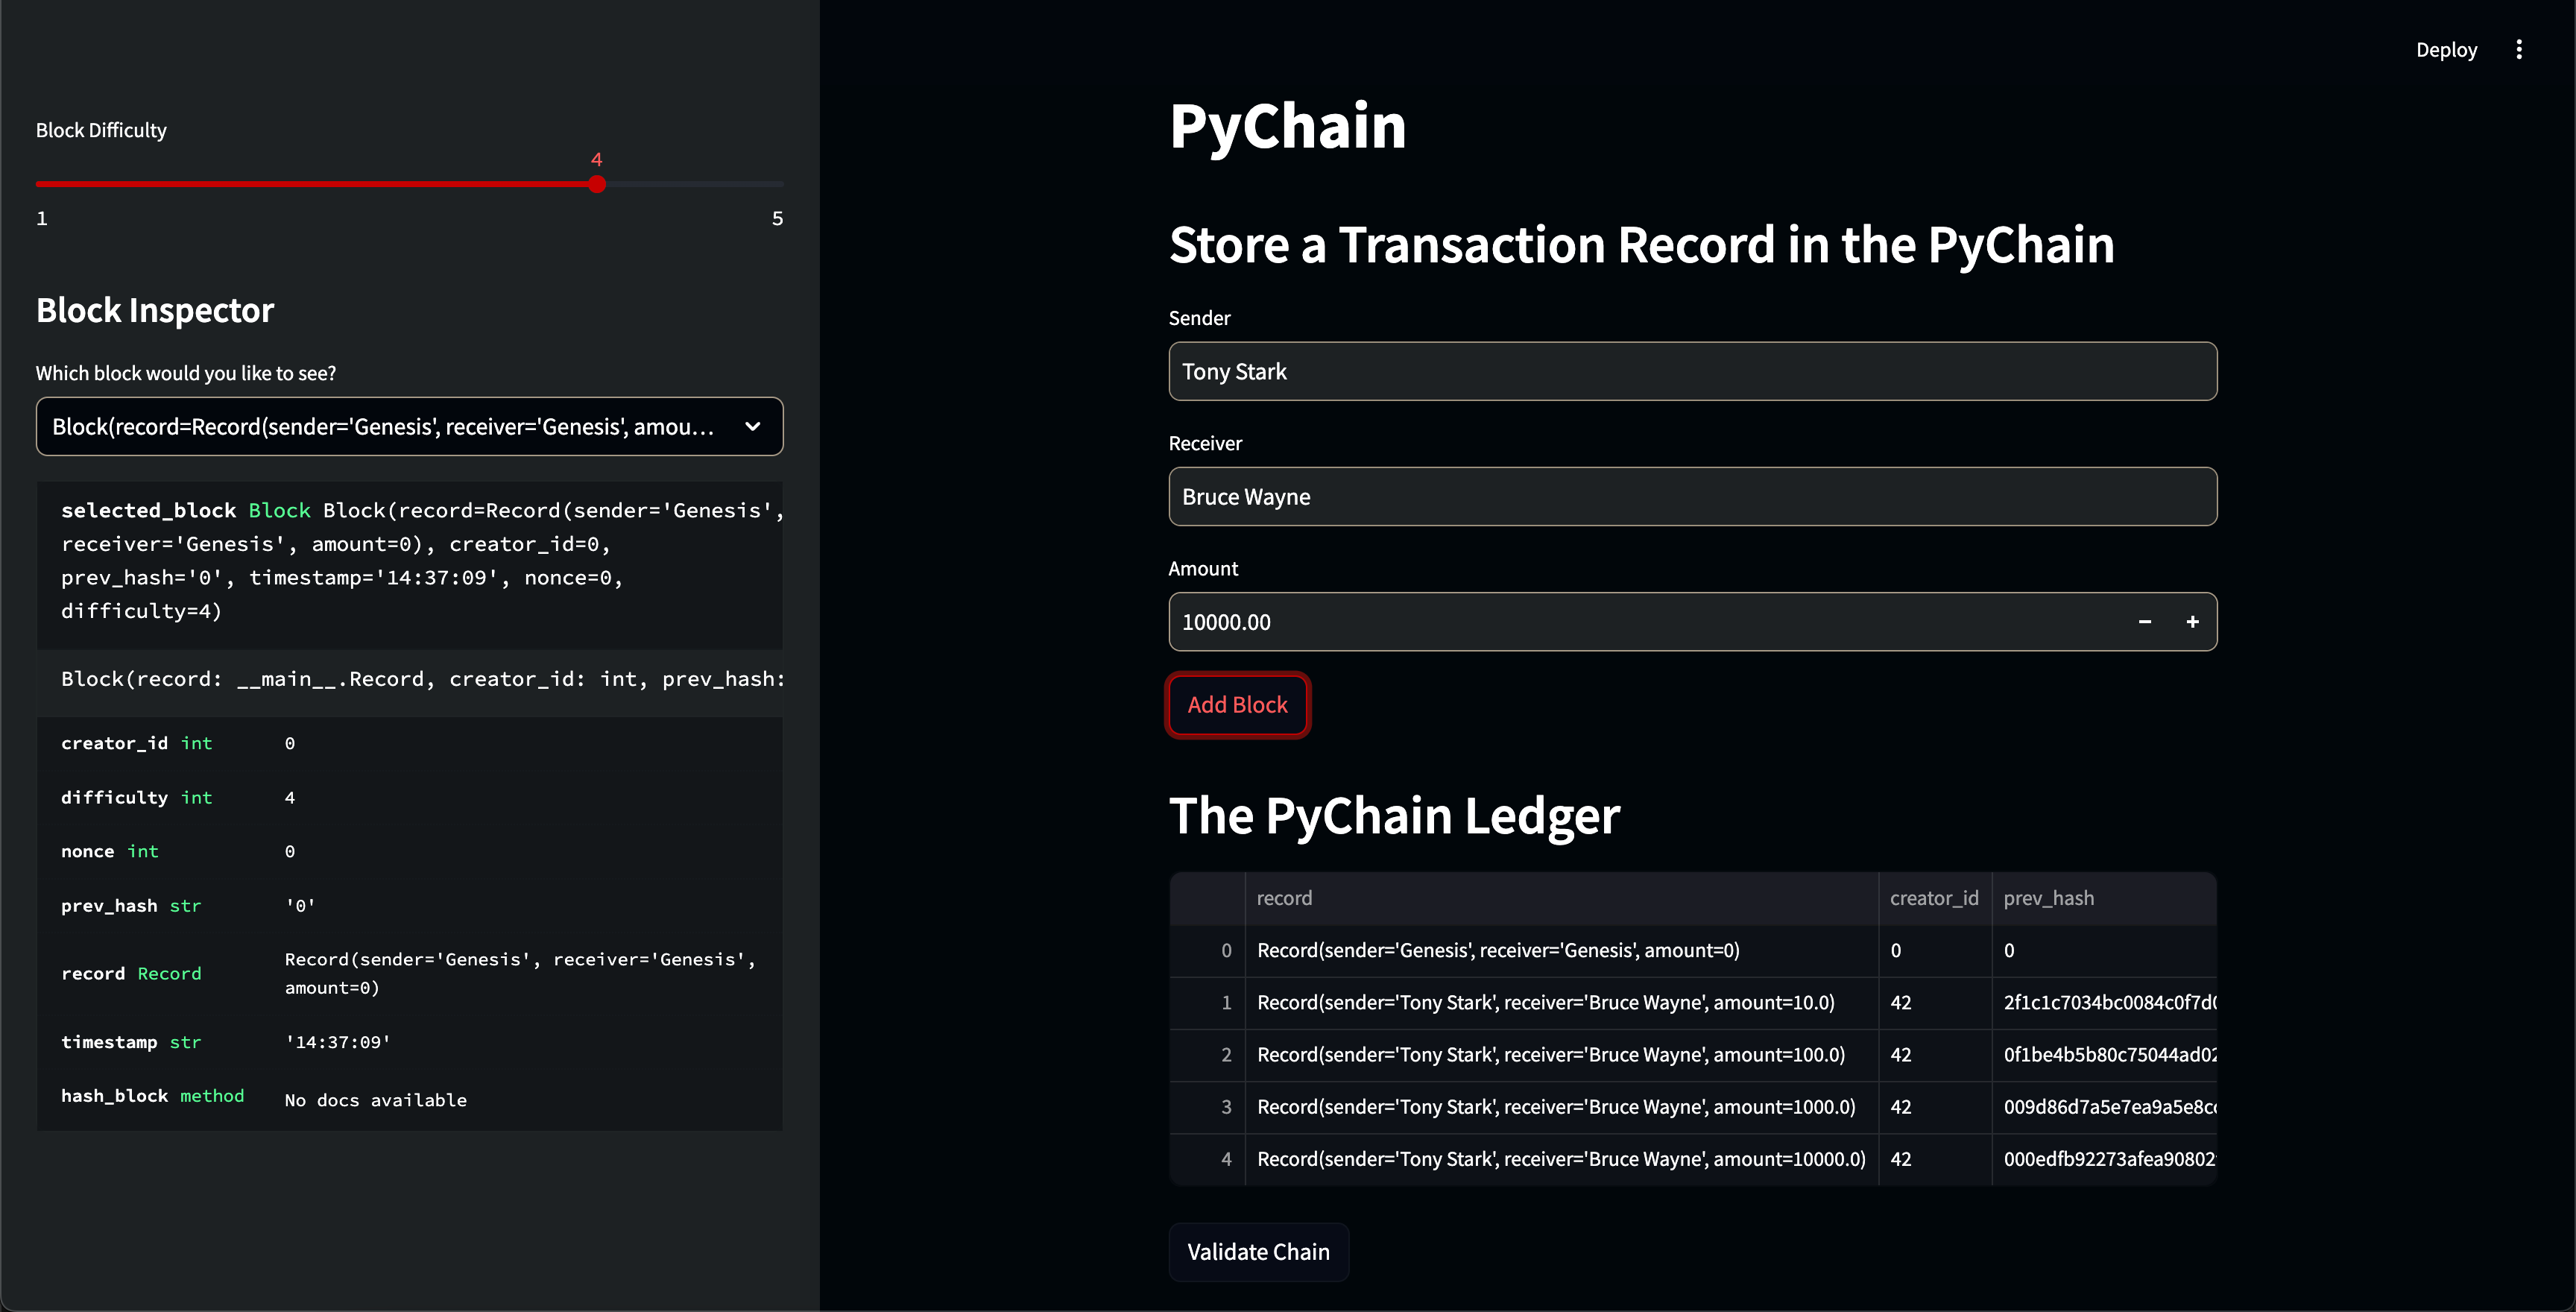 Deploy
Block Difficulty
4
1
5
Block Inspector
Which block would you like to see?
Block(record=Record(sender='Genesis', receiver='Genesis', amou...
selected_block Block Block(record=Record(sender='Genesis',
receiver='Genesis', amount=0), creator_id=0,
prev_hash='0', timestamp='14:37:09', nonce=0,
difficulty=4)
Block(record: __main__.Record, creator_id: int, prev_hash:
creator_id int 0
difficulty int 4
nonce int 0
prev_hash str '0'
record Record Record(sender='Genesis', receiver='Genesis',
amount=0)
timestamp str '14:37:09'
hash_block method No docs available
PyChain
Store a Transaction Record in the PyChain
Sender
Tony Stark
Receiver
Bruce Wayne
Amount
10000.00
Add Block
The PyChain Ledger
record creator_id prev_hash
0 Record(sender='Genesis', receiver='Genesis', amount=0) 0 0
1 Record(sender='Tony Stark', receiver='Bruce Wayne', amount=10.0) 42 2f1c1c7034bc0084c0f7d0
2 Record(sender='Tony Stark', receiver='Bruce Wayne', amount=100.0) 42 0f1be4b5b80c75044ad02
3 Record(sender='Tony Stark', receiver='Bruce Wayne', amount=1000.0) 42 009d86d7a5e7ea9a5e8cc
4 Record(sender='Tony Stark', receiver='Bruce Wayne', amount=10000.0) 42 000edfb92273afea90802
Validate Chain